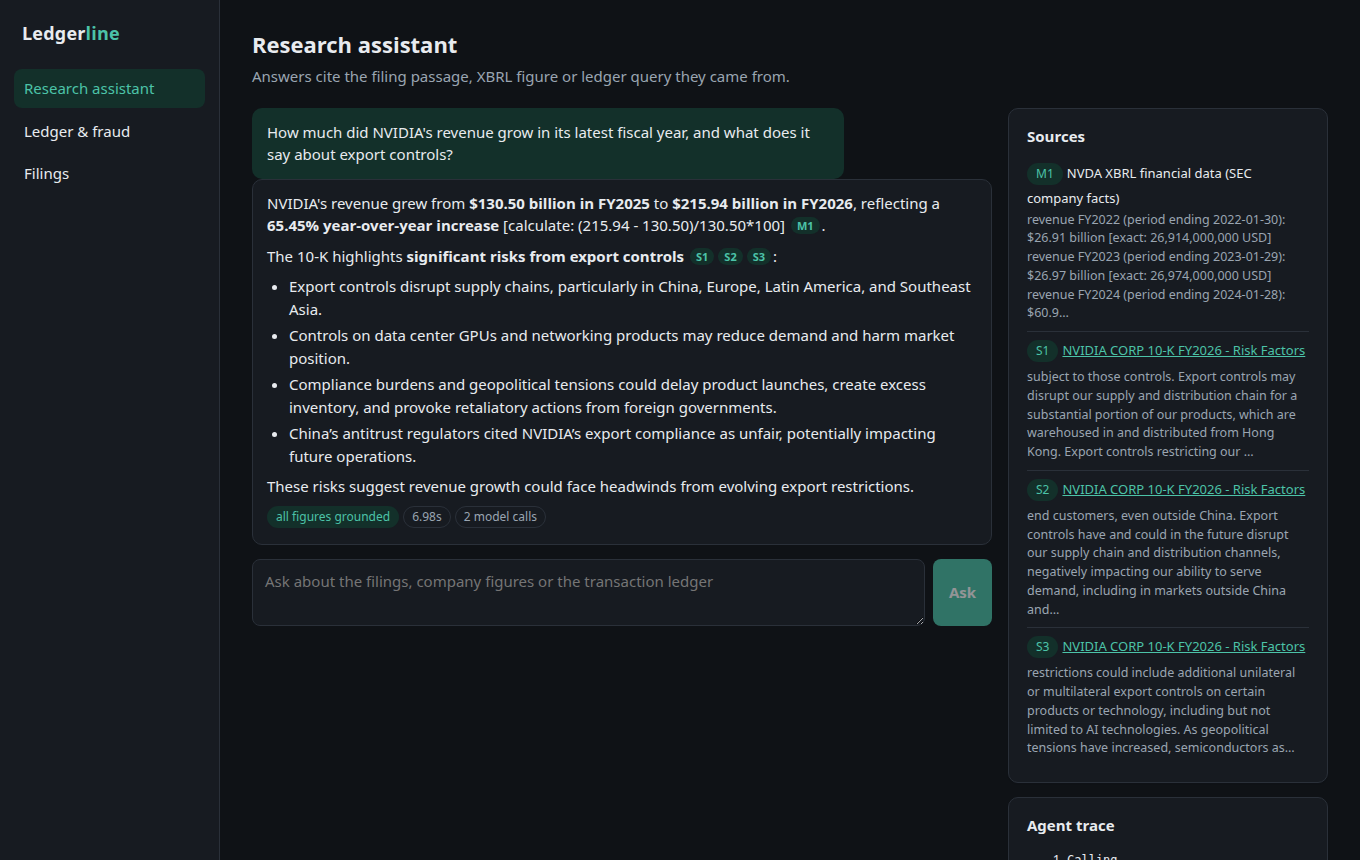 Ledgerline
Research assistant
Ledger & fraud
Filings
Research assistant
Answers cite the filing passage, XBRL figure or ledger query they came from.
How much did NVIDIA's revenue grow in its latest fiscal year, and what does it
say about export controls?
NVIDIA's revenue grew from $130.50 billion in FY2025 to $215.94 billion in FY2026, reflecting a
65.45% year-over-year increase [calculate: (215.94 - 130.50)/130.50*100] M1 .
The 10-K highlights significant risks from export controls S1 S2 S3 :
• Export controls disrupt supply chains, particularly in China, Europe, Latin America, and Southeast
Asia.
• Controls on data center GPUs and networking products may reduce demand and harm market
position.
• Compliance burdens and geopolitical tensions could delay product launches, create excess
inventory, and provoke retaliatory actions from foreign governments.
• China’s antitrust regulators cited NVIDIA’s export compliance as unfair, potentially impacting
future operations.
These risks suggest revenue growth could face headwinds from evolving export restrictions.
all figures grounded 6.98s 2 model calls
Ask about the filings, company figures or the transaction ledger
Ask
Sources
M1 NVDA XBRL financial data (SEC
company facts)
revenue FY2022 (period ending 2022-01-30):
$26.91 billion [exact: 26,914,000,000 USD]
revenue FY2023 (period ending 2023-01-29):
$26.97 billion [exact: 26,974,000,000 USD]
revenue FY2024 (period ending 2024-01-28):
$60.9...
S1 NVIDIA CORP 10-K FY2026 - Risk Factors
subject to those controls. Export controls may
disrupt our supply and distribution chain for a
substantial portion of our products, which are
warehoused in and distributed from Hong
Kong. Export controls restricting our ...
S2 NVIDIA CORP 10-K FY2026 - Risk Factors
end customers, even outside China. Export
controls have and could in the future disrupt
our supply chain and distribution channels,
negatively impacting our ability to serve
demand, including in markets outside China
and...
S3 NVIDIA CORP 10-K FY2026 - Risk Factors
restrictions could include additional unilateral
or multilateral export controls on certain
products or technology, including but not
limited to AI technologies. As geopolitical
tensions have increased, semiconductors as...
Agent trace
1 Calling